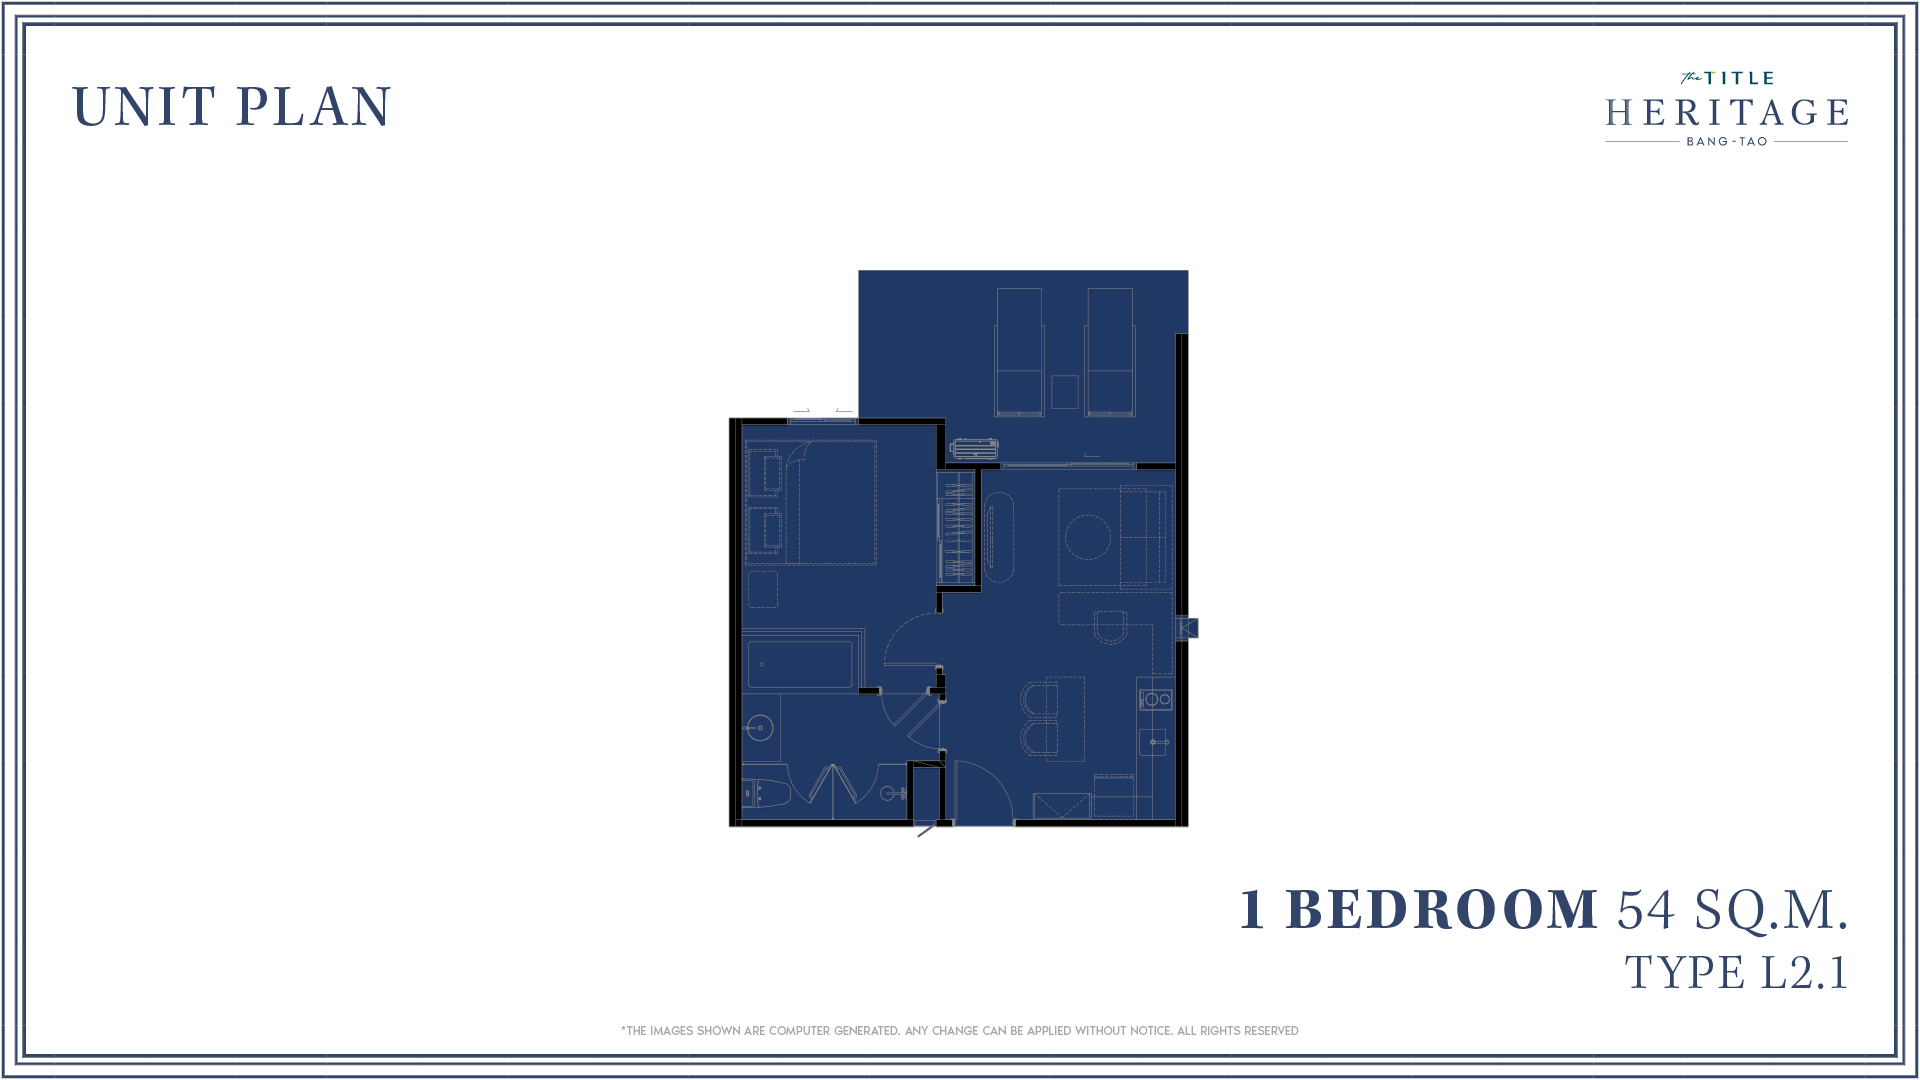 UNIT PLAN
the TITLE
HERITAGE
BANG-TAO
1 BEDROOM 54 SQ.M.
TYPE L2.1
*THE IMAGES SHOWN ARE COMPUTER GENERATED. ANY CHANGE CAN BE APPLIED WITHOUT NOTICE. ALL RIGHTS RESERVED